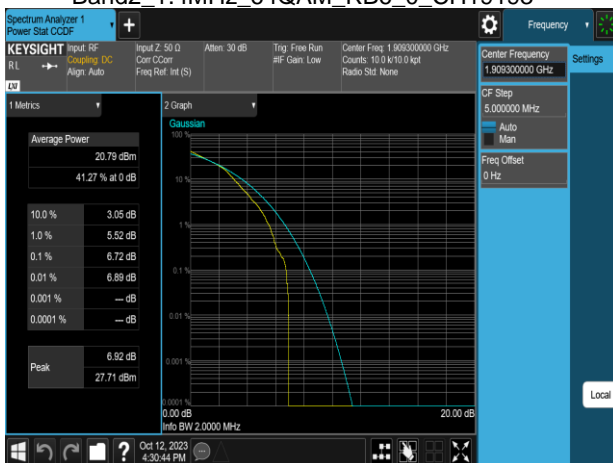 Spectrum Analyzer 1
Power Stat CCDF
Frequency
KEYSIGHT
RL
LXI
Input: RF
Coupling: DC
Align: Auto
Input Z: 50 Ω
Corr CCorr
Freq Ref: Int (S)
Atten: 30 dB
Trig: Free Run
#IF Gain: Low
Center Freq: 1.909300000 GHz
Counts: 10.0 k/10.0 kpt
Radio Std: None
Center Frequency
1.909300000 GHz
Settings
CF Step
5.000000 MHz
Auto
Man
Freq Offset
0 Hz
1 Metrics
2 Graph
Average Power
20.79 dBm
41.27 % at 0 dB
10.0 % 3.05 dB
1.0 % 5.52 dB
0.1 % 6.72 dB
0.01 % 6.89 dB
0.001 % --- dB
0.0001 % --- dB
Peak
6.92 dB
27.71 dBm
Gaussian
100 %
10 %
1 %
0.1 %
0.01 %
0.001 %
0.0001 %
0.00 dB
20.00 dB
Info BW 2.0000 MHz
Local
Oct 12, 2023
4:30:44 PM